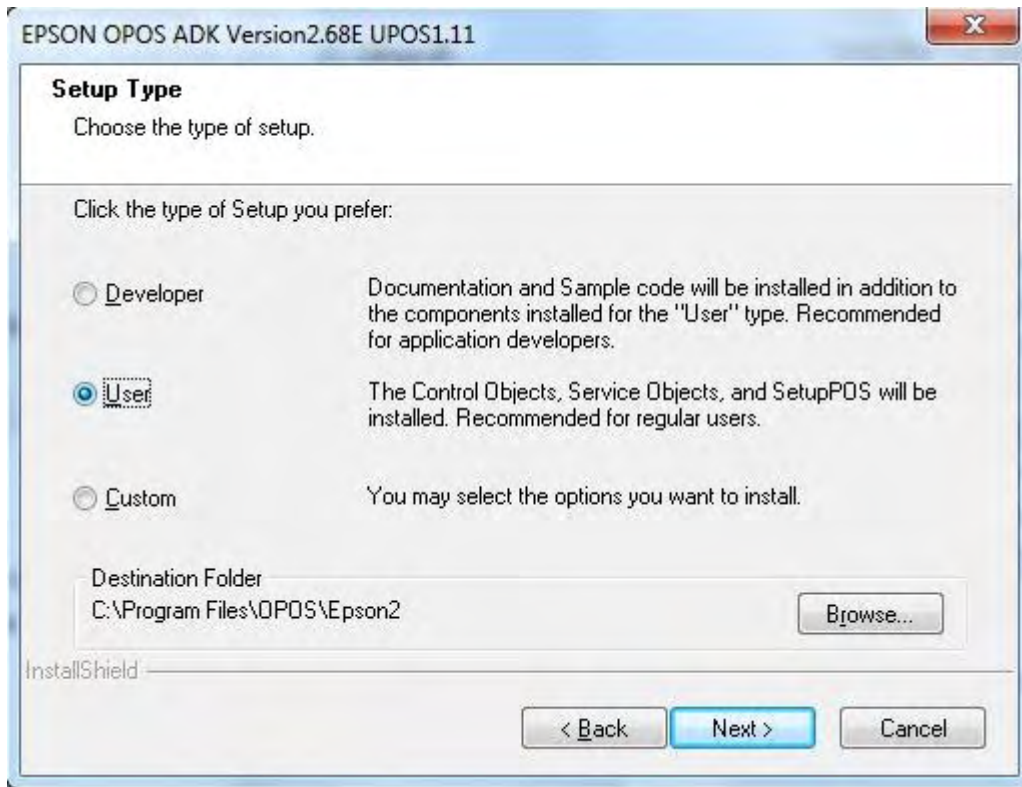 EPSON OPOS ADK Version2.68E UPOS1.11
Setup Type
Choose the type of setup.
Click the type of Setup you prefer:
Developer
Documentation and Sample code will be installed in addition to
the components installed for the "User" type. Recommended
for application developers.
User
The Control Objects, Service Objects, and SetupPOS will be
installed. Recommended for regular users.
Custom
You may select the options you want to install.
Destination Folder
C:\Program Files\OPOS\Epson2
Browse...
InstallShield
< Back
Next >
Cancel